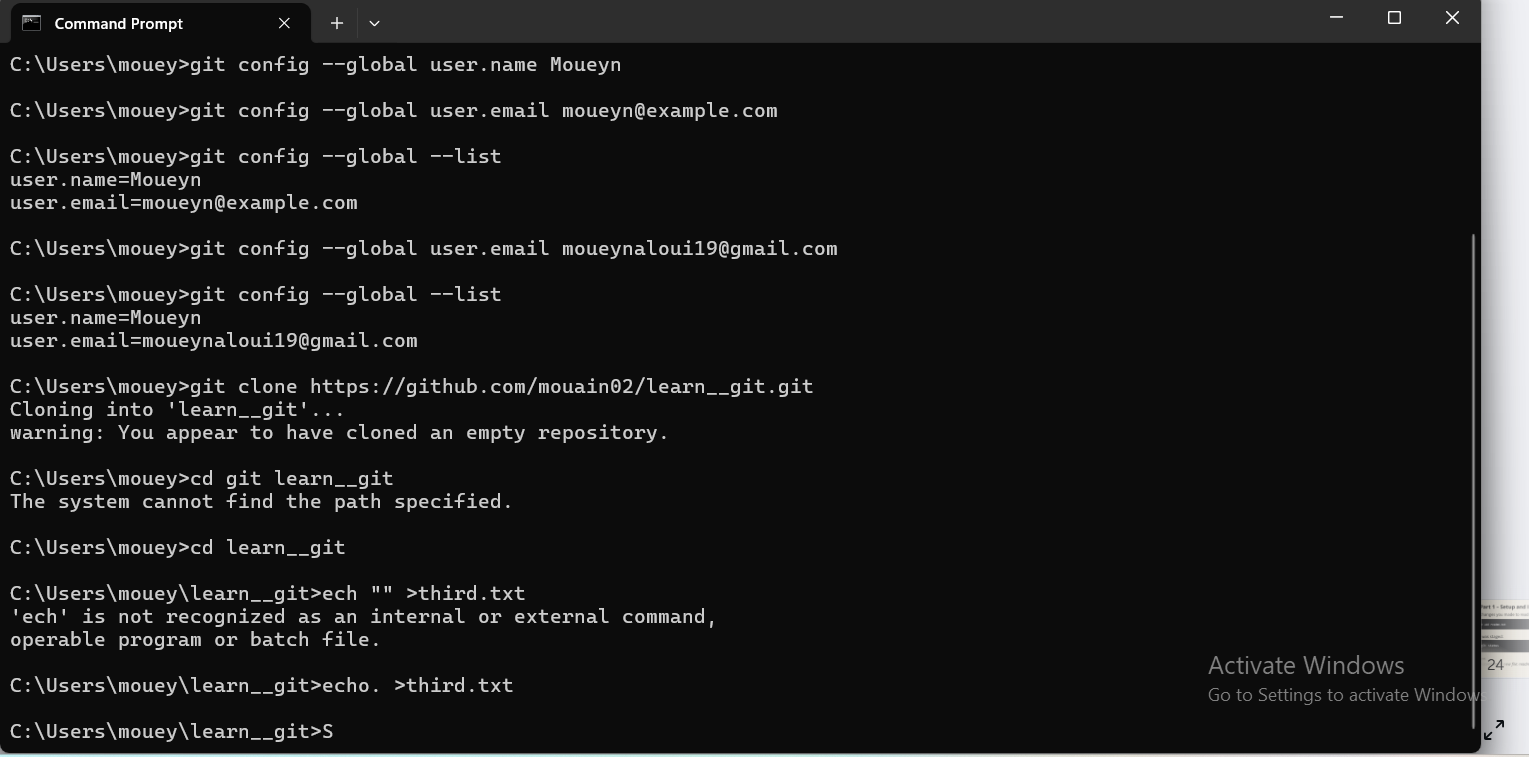 Command Prompt
C:\Users\mouey>git config --global user.name Moueyn
C:\Users\mouey>git config --global user.email moueyn@example.com
C:\Users\mouey>git config --global --list
user.name=Moueyn
user.email=moueyn@example.com
C:\Users\mouey>git config --global user.email moueynaloui19@gmail.com
C:\Users\mouey>git config --global --list
user.name=Moueyn
user.email=moueynaloui19@gmail.com
C:\Users\mouey>git clone https://github.com/mouain02/learn__git.git
Cloning into 'learn__git'...
warning: You appear to have cloned an empty repository.
C:\Users\mouey>cd git learn__git
The system cannot find the path specified.
C:\Users\mouey>cd learn__git
C:\Users\mouey\learn__git>ech "" >third.txt
'ech' is not recognized as an internal or external command,
operable program or batch file.
C:\Users\mouey\learn__git>echo. >third.txt
C:\Users\mouey\learn__git>S
Part 1 - Setup and
24
Activate Windows
Go to Settings to activate Windows